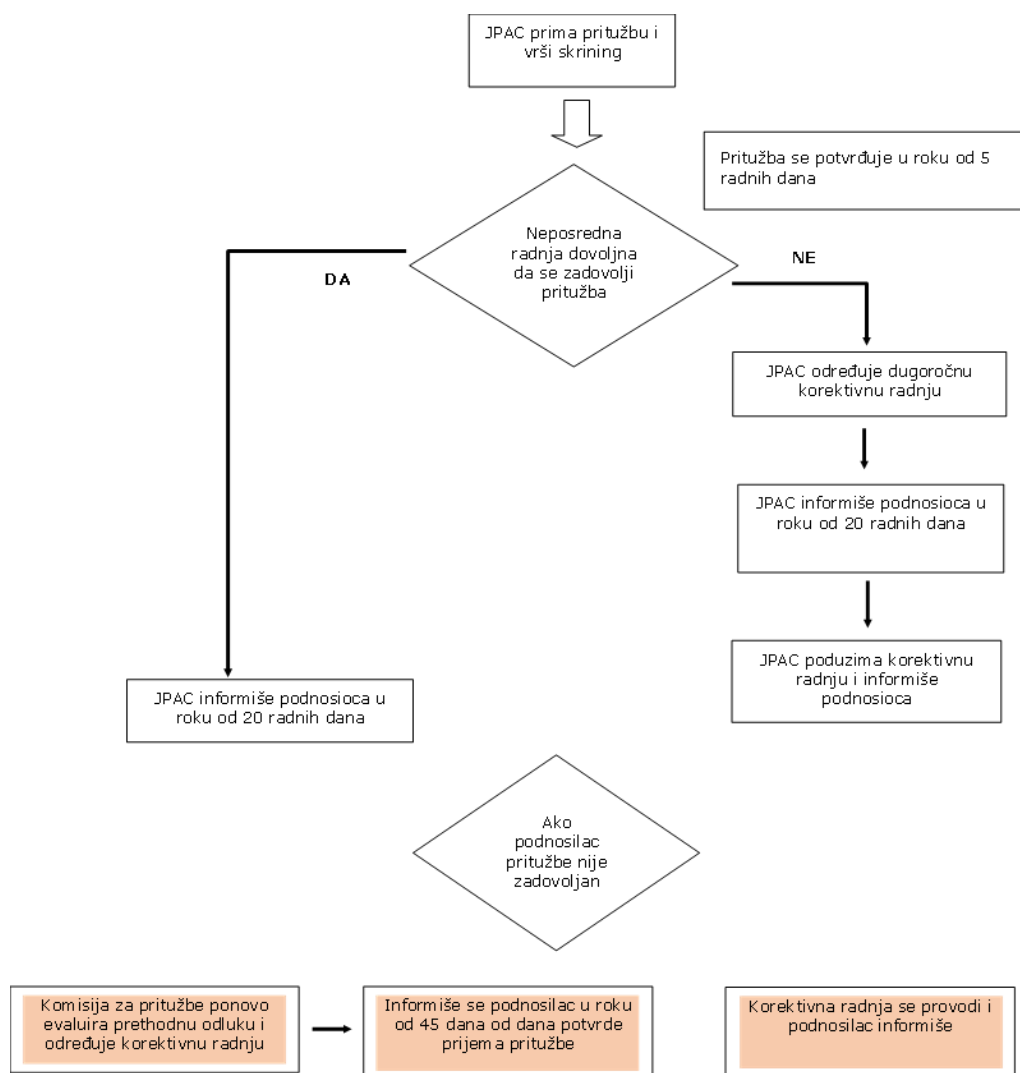 JPAC prima pritužbu i
vrši skrining
Pritužba se potvrđuje u roku od 5
radnih dana
Neposredna
radnja dovoljna
da se zadovolji
pritužba
DA
NE
JPAC određuje dugoročnu
korektivnu radnju
JPAC informiše podnosioca u
roku od 20 radnih dana
JPAC poduzima korektivnu
radnju i informiše
podnosioca
JPAC informiše podnosioca u
roku od 20 radnih dana
Ako
podnosilac
pritužbe nije
zadovoljan
Komisija za pritužbe ponovo
evaluira prethodnu odluku i
određuje korektivnu radnju
Informiše se podnosilac u roku
od 45 dana od dana potvrde
prijema pritužbe
Korektivna radnja se provodi i
podnosilac informiše